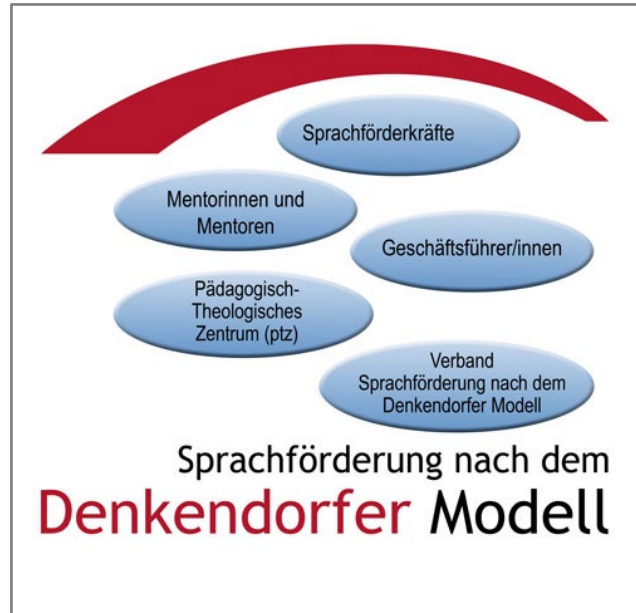 Sprachförderkräfte
Mentorinnen und
Mentoren
Geschäftsführer/innen
Pädagogisch-
Theologisches
Zentrum (ptz)
Verband
Sprachförderung nach dem
Denkendorfer Modell
Sprachförderung nach dem
Denkendorfer Modell